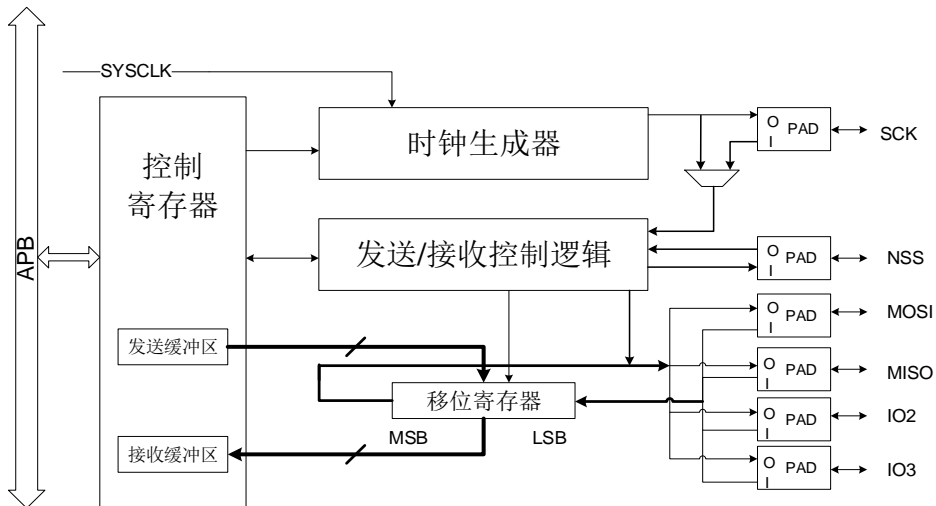 SYSCLK
APB
控制
寄存器
时钟生成器
O
I
PAD
SCK
发送/接收控制逻辑
O
I
PAD
NSS
O
I
PAD
MOSI
发送缓冲区
O
I
PAD
MISO
移位寄存器
MSB
LSB
O
I
PAD
IO2
接收缓冲区
O
I
PAD
IO3